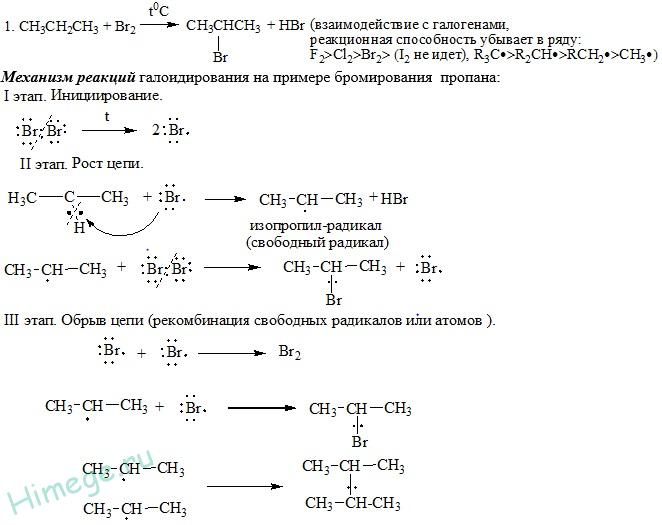 1. CH3CH2CH3 + Br2 t⁰C CH3CHCH3 + HBr (взаимодействие с галогенами,
Br
реакционная способность убывает в ряду:
F2>Cl2>Br2> (I2 не идет), R3C•>R2CH•>RCH2•>CH3•)
Механизм реакций галоидирования на примере бромирования пропана:
I этап. Инициирование.
:Br:Br: t 2:Br.
II этап. Рост цепи.
H3C—C—CH3 + :Br. CH3-CH—CH3 + HBr
H
изопропил-радикал
(свободный радикал)
CH3-CH—CH3 + :Br:Br: CH3-CH—CH3 + :Br.
Br
III этап. Обрыв цепи (рекомбинация свободных радикалов или атомов ).
:Br. + :Br. Br2
CH3-CH—CH3 + :Br. CH3-CH—CH3
Br
CH3-CH—CH3 CH3-CH—CH3
CH3-CH—CH3 CH3-CH-CH3
Himege.ru